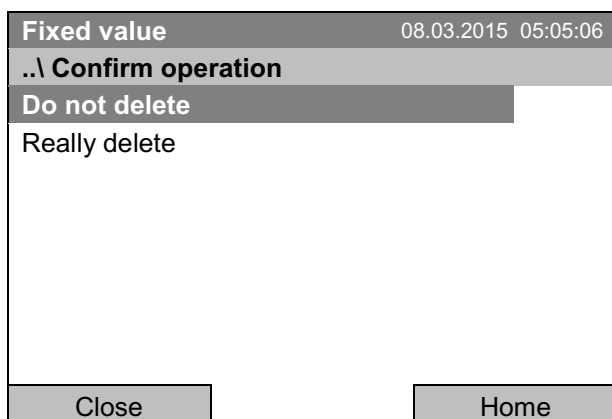 Fixed value 08.03.2015 05:05:06
..\ Confirm operation
Do not delete
Really delete
Close Home